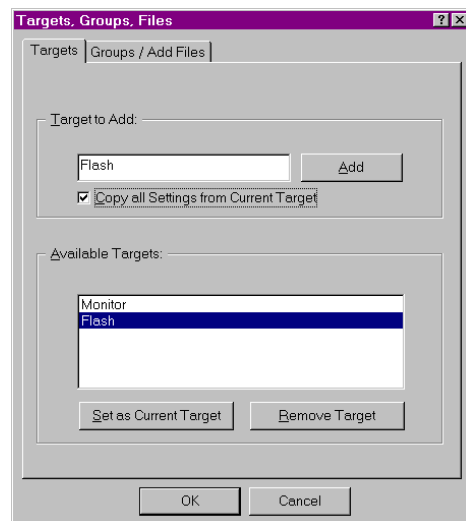 Targets, Groups, Files
Targets Groups / Add Files
Target to Add:
Flash Add
Copy all Settings from Current Target
Available Targets:
Monitor
Flash
Set as Current Target Remove Target
OK Cancel